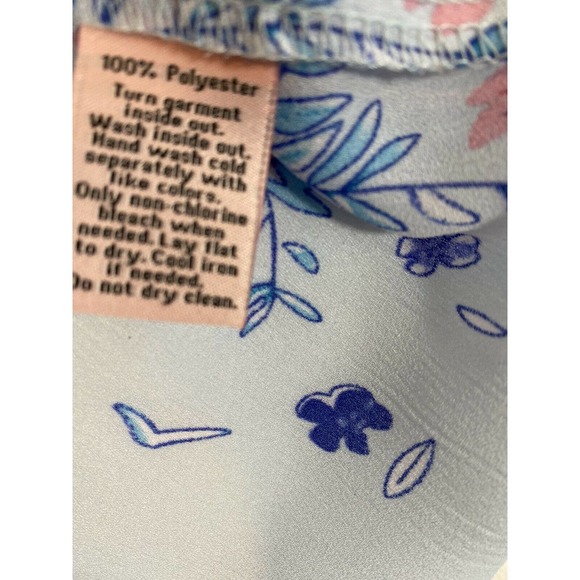 100% Polyester
Turn garment
inside out.
Wash inside out.
Hand wash cold
separately with
like colors.
Only non-chlorine
bleach when
needed. Lay flat
to dry. Cool iron
if needed.
Do not dry clean.